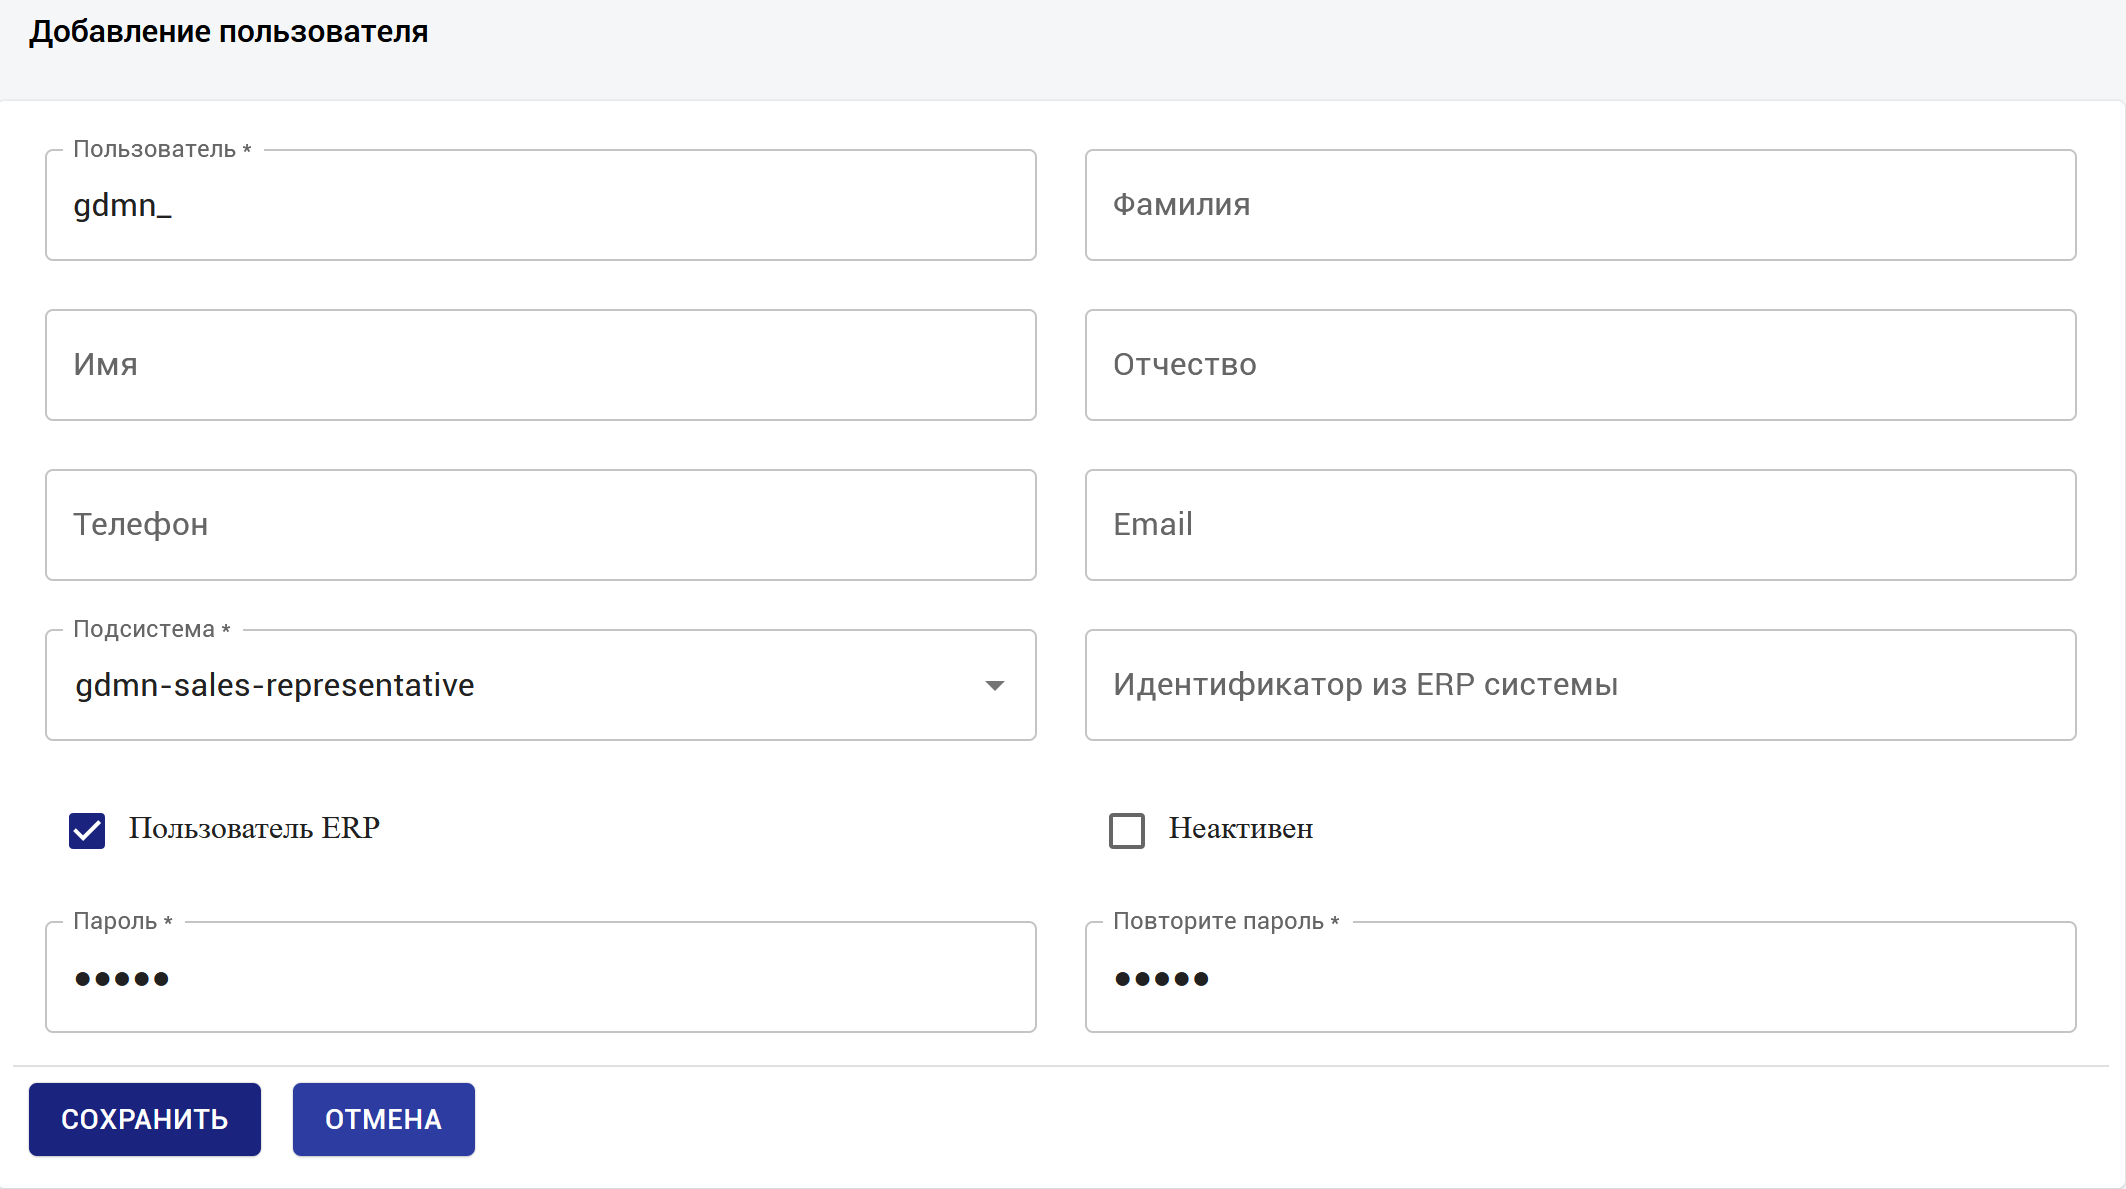 Добавление пользователя
Пользователь *
gdmn_
Фамилия
Имя
Отчество
Телефон
Email
Подсистема *
gdmn-sales-representative
Идентификатор из ERP системы
Пользователь ERP
Неактивен
Пароль *
•••••
Повторите пароль *
•••••
СОХРАНИТЬ
ОТМЕНА